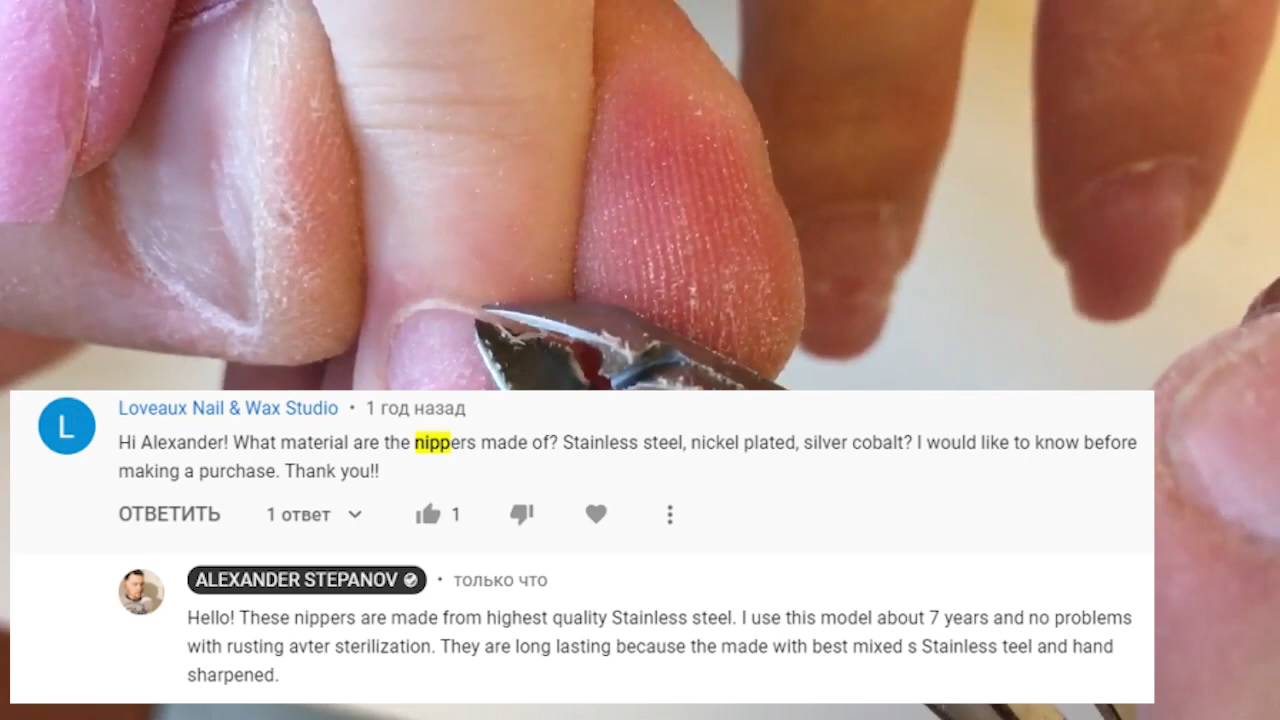 Loveaux Nail & Wax Studio • 1 год назад
L
Hi Alexander! What material are the nippers made of? Stainless steel, nickel plated, silver cobalt? I would like to know before
making a purchase. Thank you!!
ОТВЕТИТЬ 1 ответ 1
ALEXANDER STEPANOV • только что
Hello! These nippers are made from highest quality Stainless steel. I use this model about 7 years and no problems
with rusting avter sterilization. They are long lasting because the made with best mixed s Stainless teel and hand
sharpened.